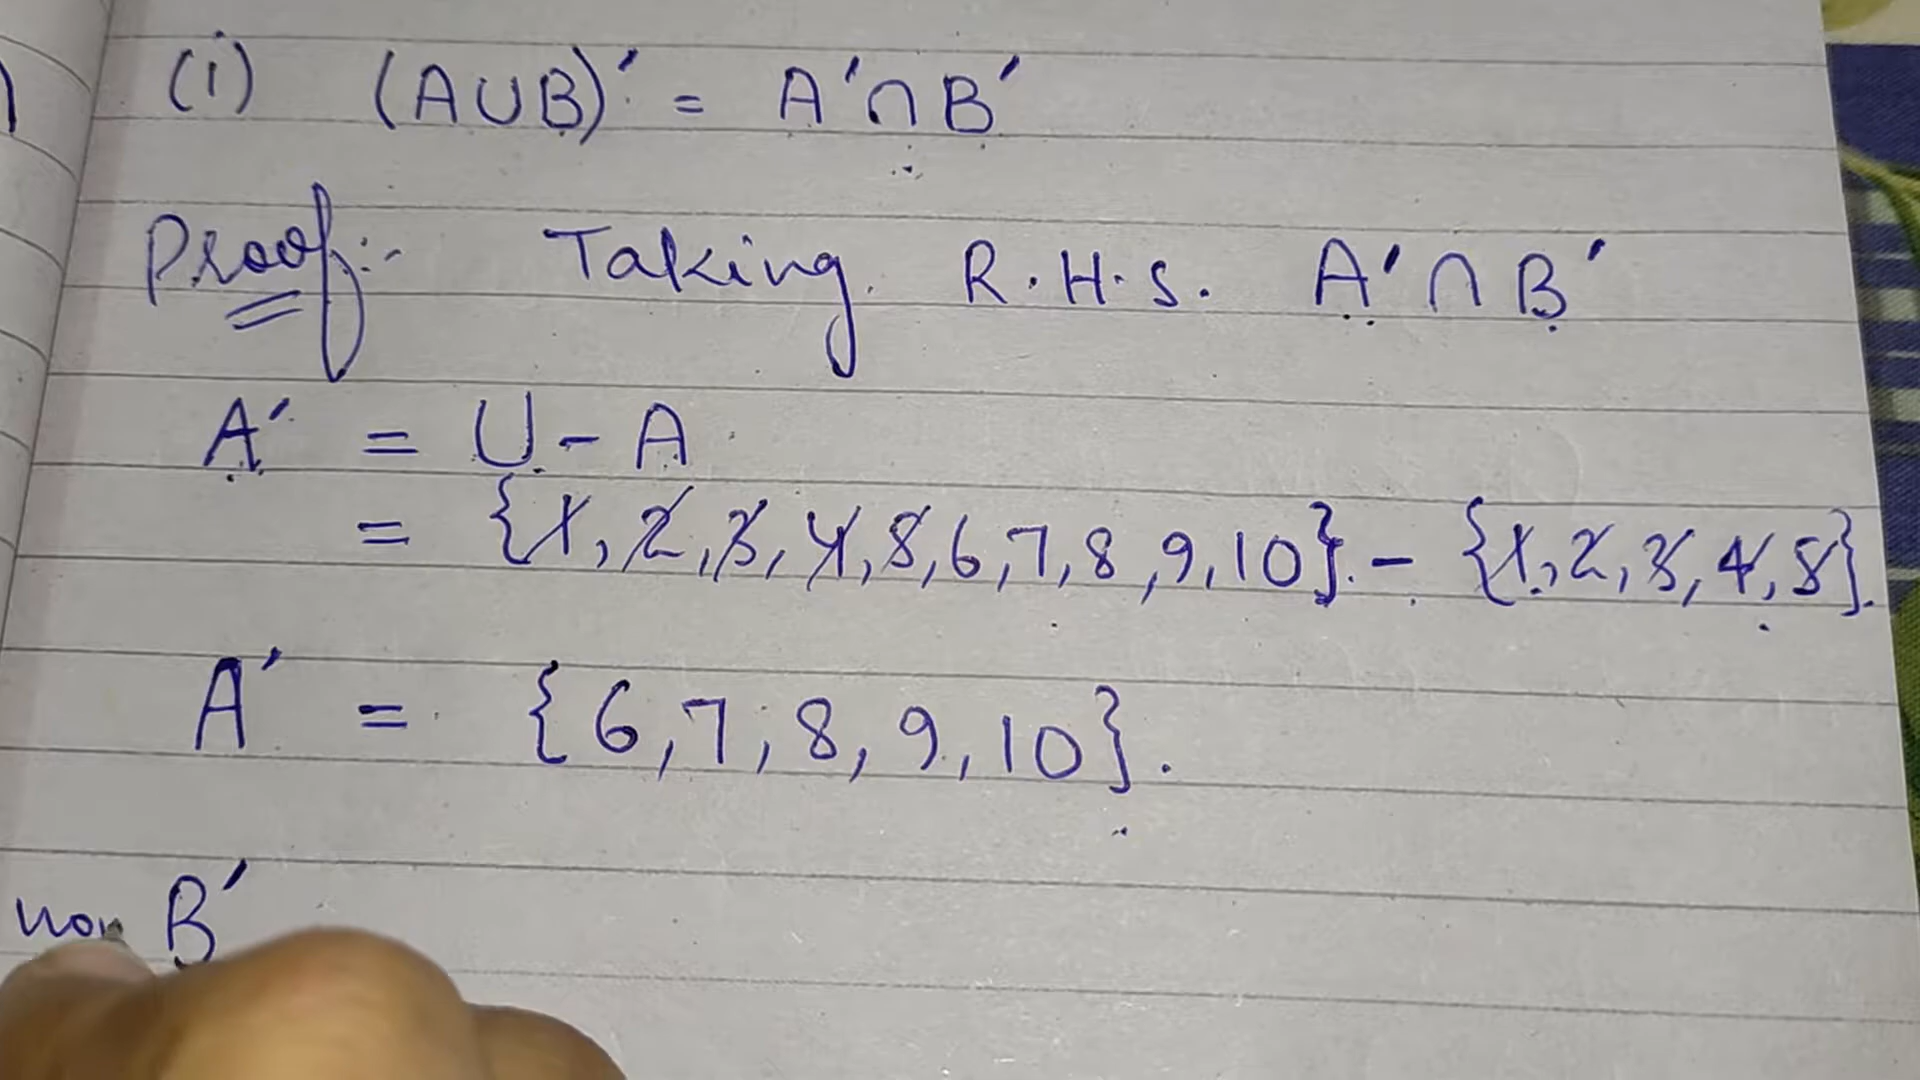 (i) (A∪B)′ = A′∩B′
Proof:- Taking R.H.S. A′∩B′
A′ = U - A
= {1, 2, 3, 4, 5, 6, 7, 8, 9, 10} - {1, 2, 3, 4, 5}.
A′ = {6, 7, 8, 9, 10}.
now B′